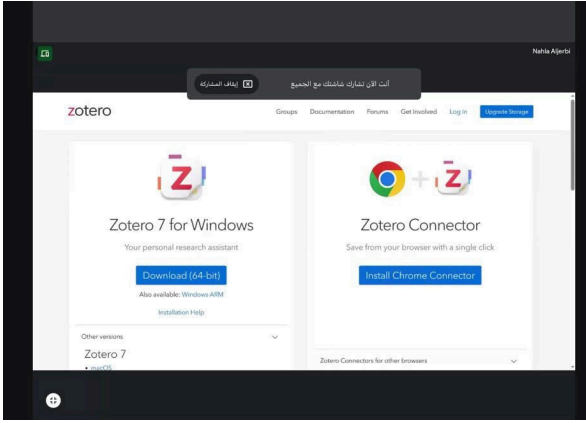 Nahla Aljerbi
أنت الآن تشارك شاشتك مع الجميع
إيقاف المشاركة
zotero
Groups Documentation Forums Get Involved Log In Upgrade Storage
Zotero 7 for Windows
Your personal research assistant
Download (64-bit)
Also available: Windows ARM
Installation Help
Other versions
Zotero 7
• macOS
Zotero Connector
Save from your browser with a single click
Install Chrome Connector
Zotero Connectors for other browsers